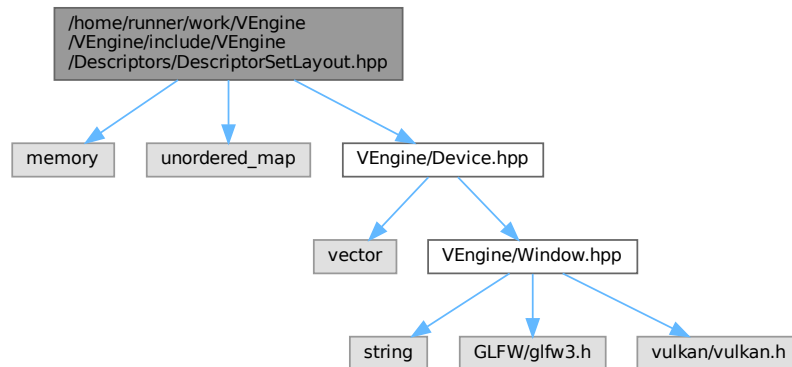 /home/runner/work/VEngine
/VEngine/include/VEngine
/Descriptors/DescriptorSetLayout.hpp
memory
unordered_map
VEngine/Device.hpp
vector
VEngine/Window.hpp
string
GLFW/glfw3.h
vulkan/vulkan.h